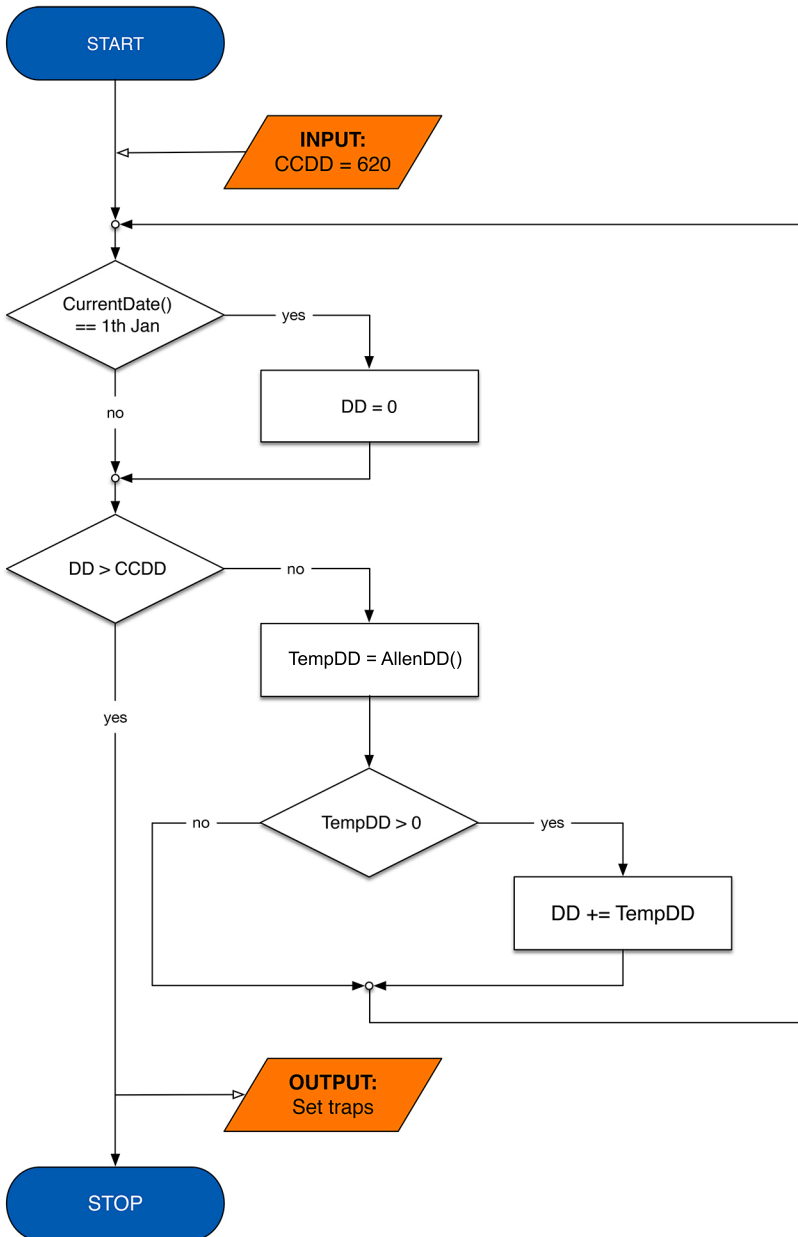 START
INPUT:
CCDD = 620
CurrentDate()
== 1th Jan
yes
DD = 0
no
DD > CCDD
no
TempDD = AllenDD()
yes
TempDD > 0
no
yes
DD += TempDD
OUTPUT:
Set traps
STOP